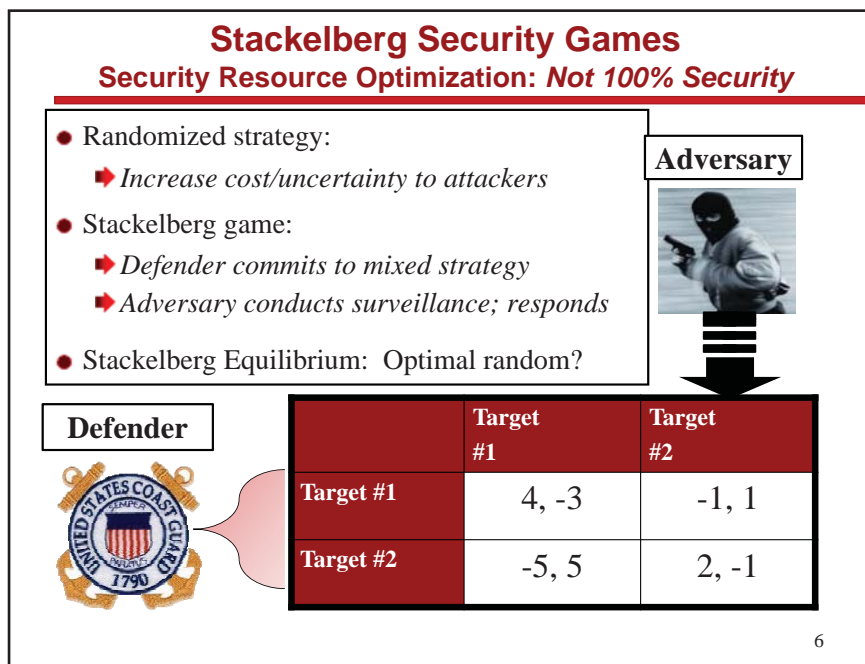 Stackelberg Security Games
Security Resource Optimization: Not 100% Security
Randomized strategy:
Increase cost/uncertainty to attackers
Stackelberg game:
Defender commits to mixed strategy
Adversary conducts surveillance; responds
Stackelberg Equilibrium: Optimal random?
Adversary
Defender
UNITED STATES COAST GUARD
SEMPER
PARATUS
1790
Target #1
Target #2
Target #1
4, -3
-1, 1
Target #2
-5, 5
2, -1
6